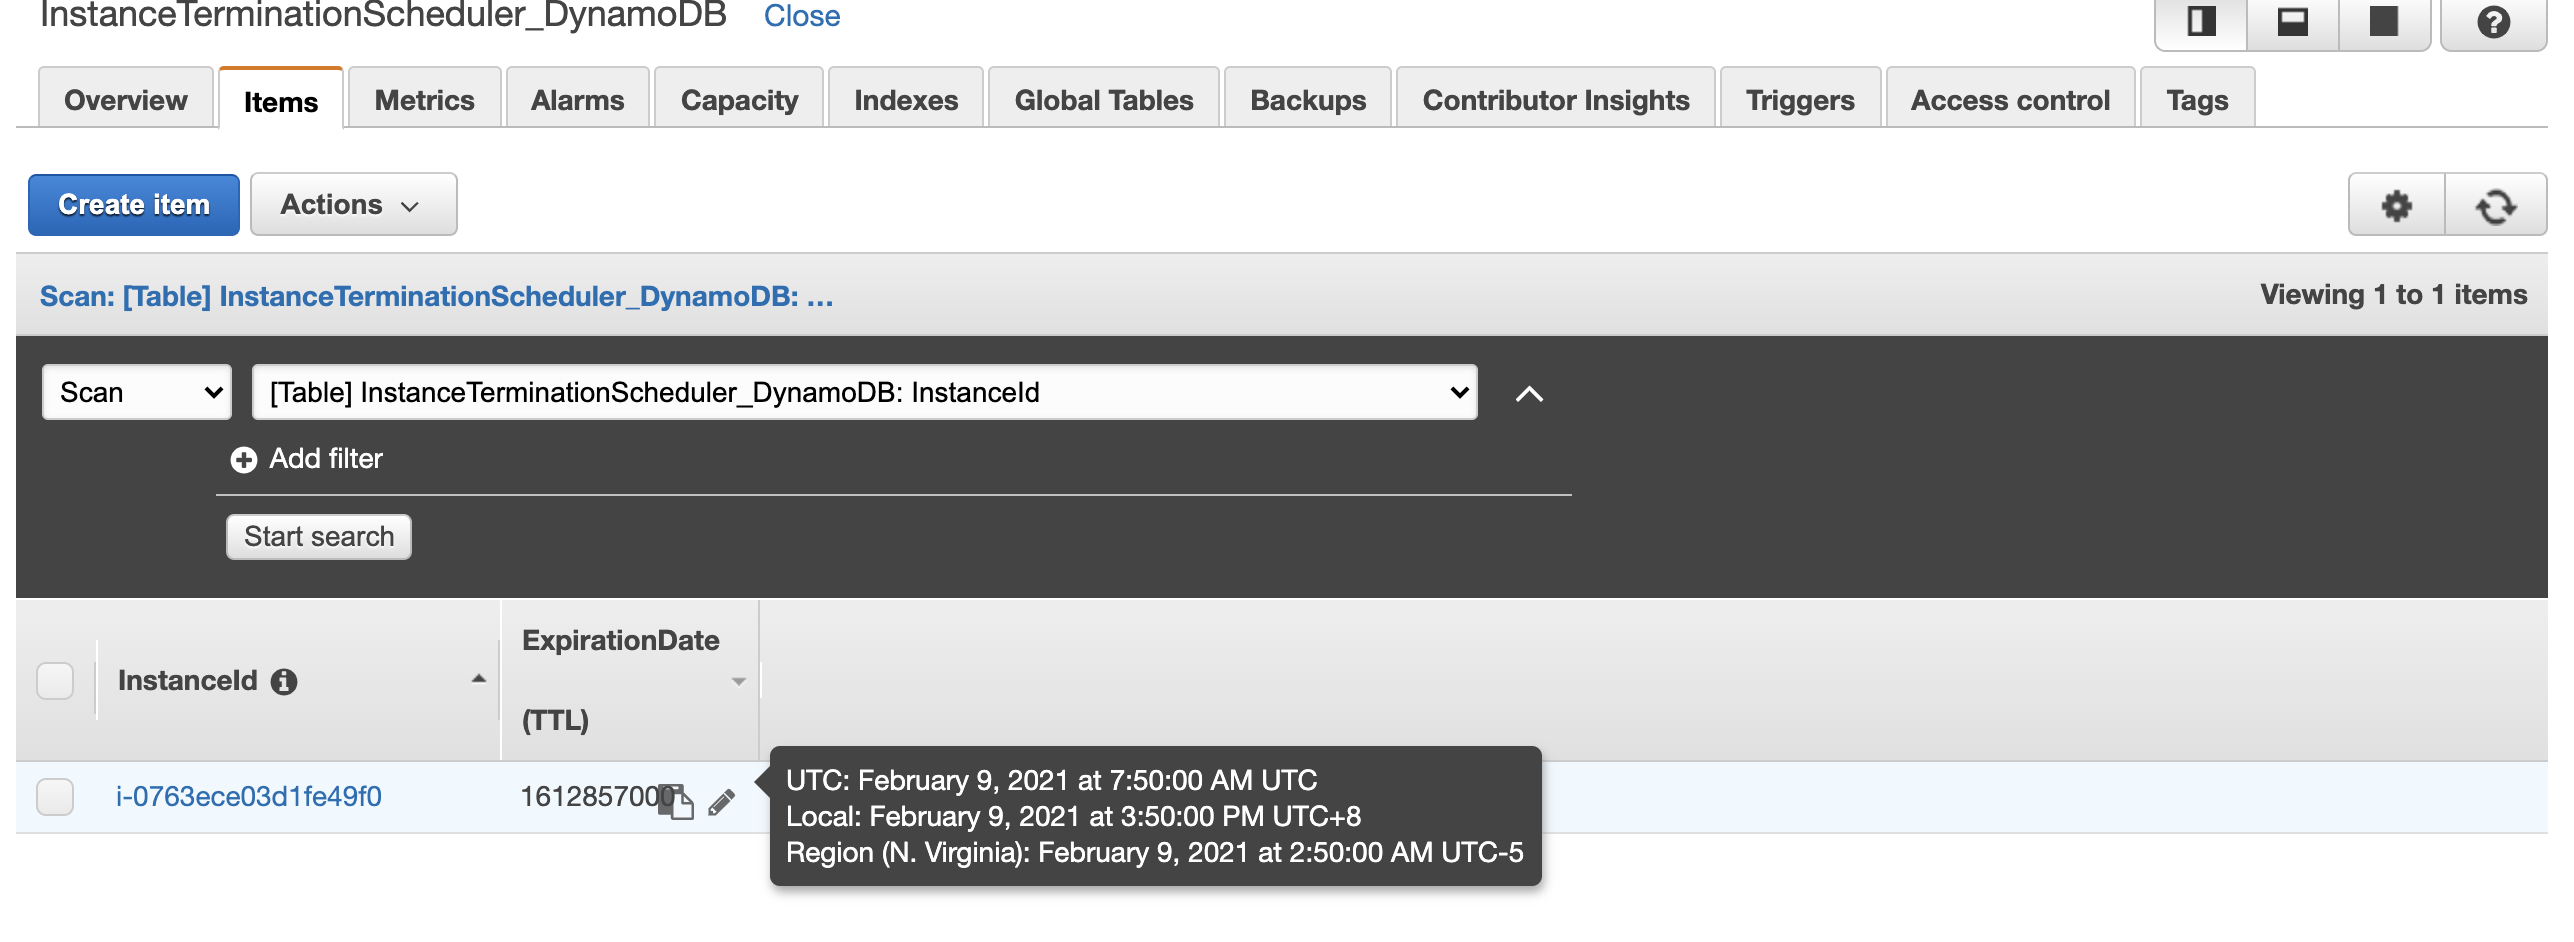 InstanceTerminationScheduler_DynamoDB Close
Overview Items Metrics Alarms Capacity Indexes Global Tables Backups Contributor Insights Triggers Access control Tags
Create item Actions
Scan: [Table] InstanceTerminationScheduler_DynamoDB: ...
Viewing 1 to 1 items
Scan [Table] InstanceTerminationScheduler_DynamoDB: InstanceId
Add filter
Start search
InstanceId
ExpirationDate
(TTL)
i-0763ece03d1fe49f0 1612857000
UTC: February 9, 2021 at 7:50:00 AM UTC
Local: February 9, 2021 at 3:50:00 PM UTC+8
Region (N. Virginia): February 9, 2021 at 2:50:00 AM UTC-5